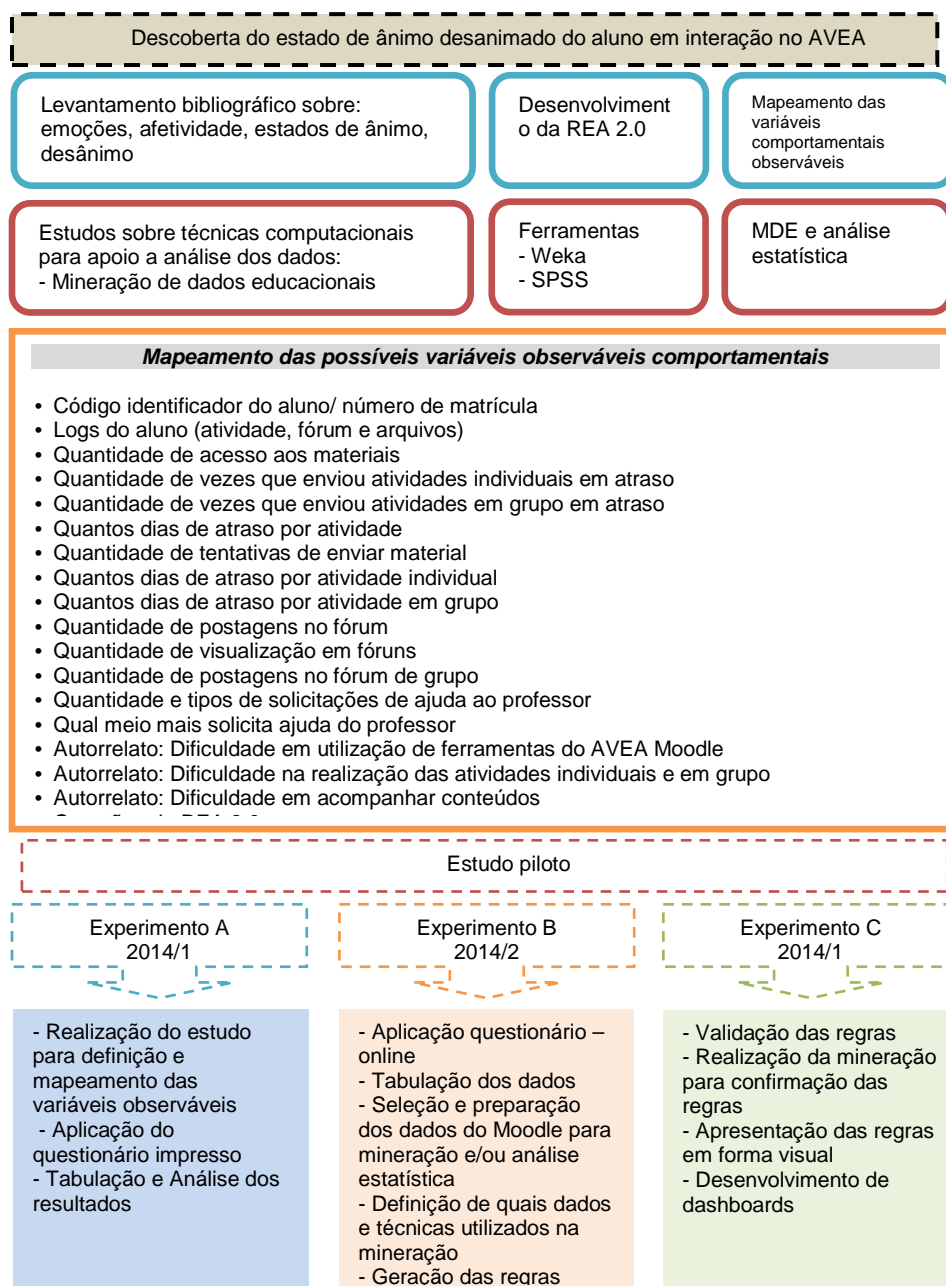 Descoberta do estado de ânimo desanimado do aluno em interação no AVEA
Levantamento bibliográfico sobre:
emoções, afetividade, estados de ânimo,
desânimo
Desenvolviment
o da REA 2.0
Mapeamento das
variáveis
comportamentais
observáveis
Estudos sobre técnicas computacionais
para apoio a análise dos dados:
- Mineração de dados educacionais
Ferramentas
- Weka
- SPSS
MDE e análise
estatística
Mapeamento das possíveis variáveis observáveis comportamentais
• Código identificador do aluno/ número de matrícula
• Logs do aluno (atividade, fórum e arquivos)
• Quantidade de acesso aos materiais
• Quantidade de vezes que enviou atividades individuais em atraso
• Quantidade de vezes que enviou atividades em grupo em atraso
• Quantos dias de atraso por atividade
• Quantidade de tentativas de enviar material
• Quantos dias de atraso por atividade individual
• Quantos dias de atraso por atividade em grupo
• Quantidade de postagens no fórum
• Quantidade de visualização em fóruns
• Quantidade de postagens no fórum de grupo
• Quantidade e tipos de solicitações de ajuda ao professor
• Qual meio mais solicita ajuda do professor
• Autorrelato: Dificuldade em utilização de ferramentas do AVEA Moodle
• Autorrelato: Dificuldade na realização das atividades individuais e em grupo
• Autorrelato: Dificuldade em acompanhar conteúdos
Estudo piloto
Experimento A
2014/1
Experimento B
2014/2
Experimento C
2014/1
- Realização do estudo
para definição e
mapeamento das
variáveis observáveis
- Aplicação do
questionário impresso
- Tabulação e Análise dos
resultados
- Aplicação questionário –
online
- Tabulação dos dados
- Seleção e preparação
dos dados do Moodle para
mineração e/ou análise
estatística
- Definição de quais dados
e técnicas utilizados na
mineração
- Geração das regras
- Validação das regras
- Realização da mineração
para confirmação das
regras
- Apresentação das regras
em forma visual
- Desenvolvimento de
dashboards